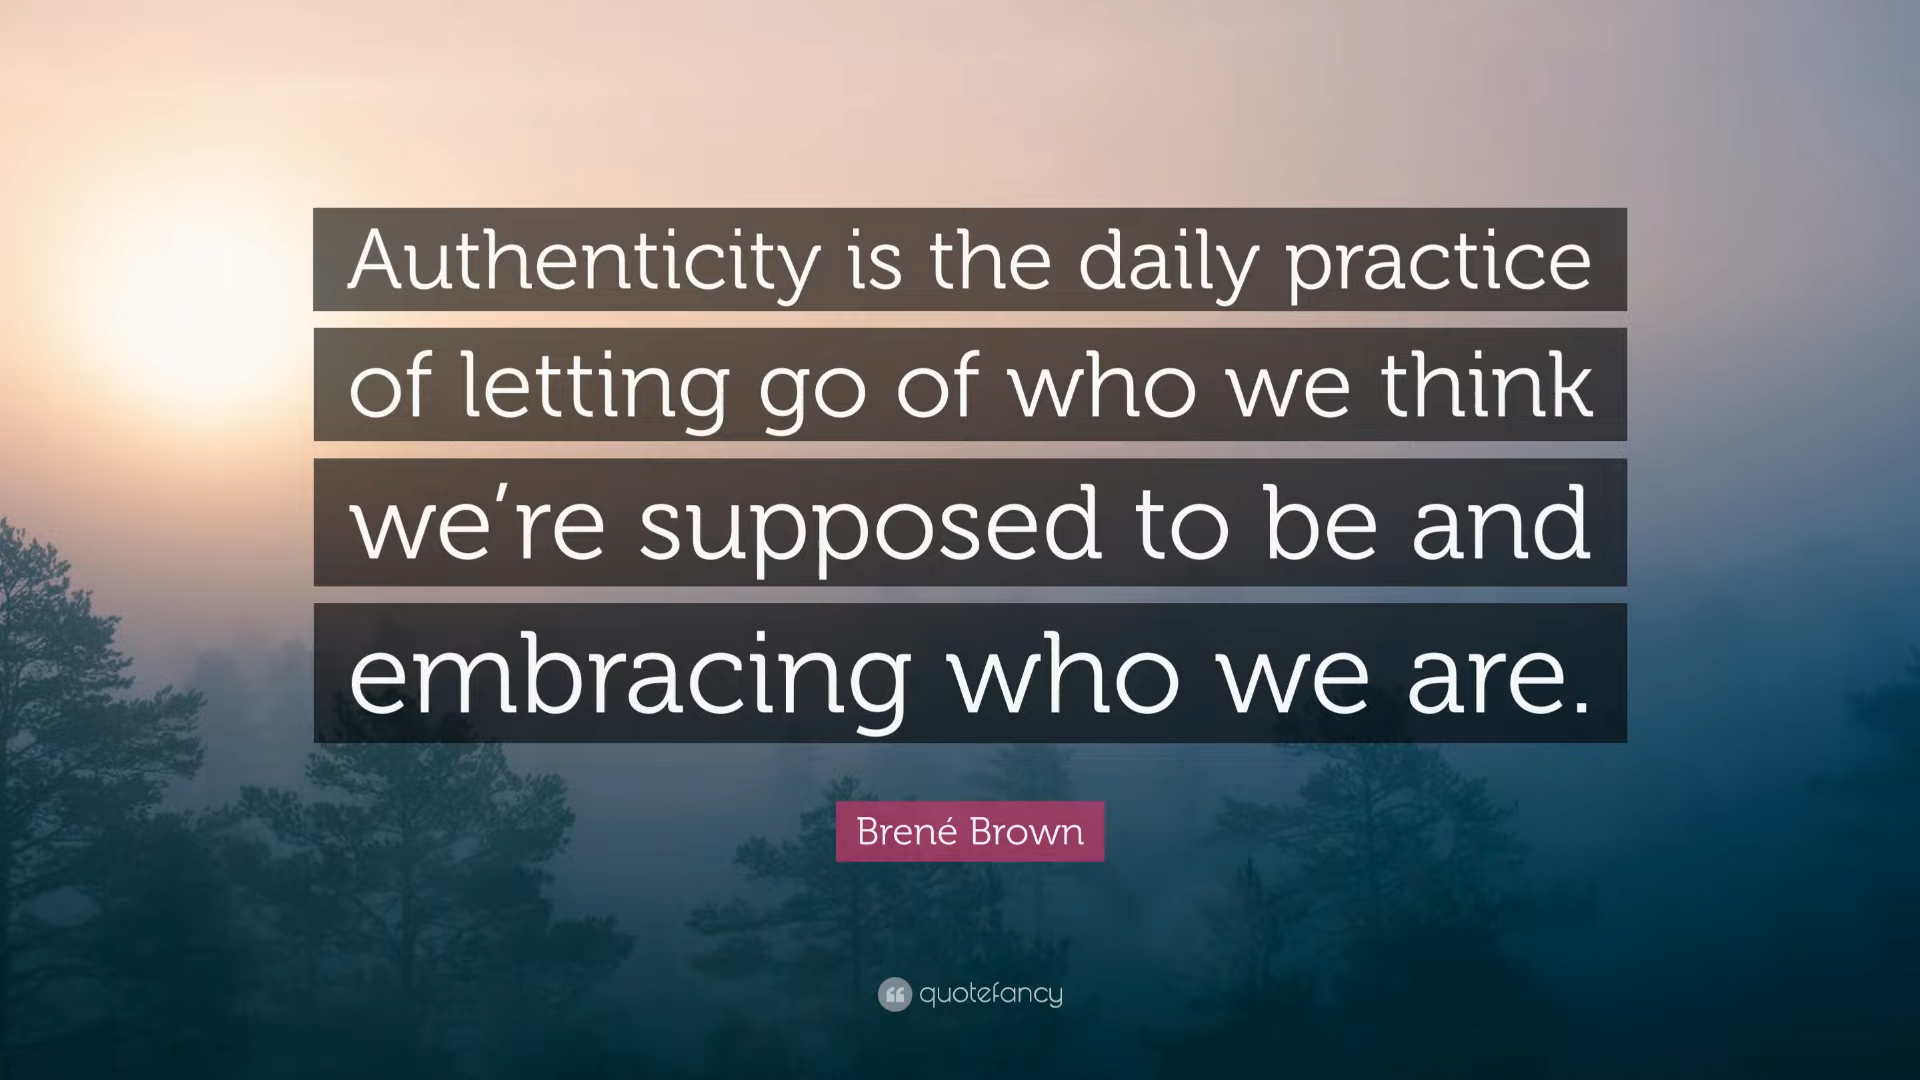 Authenticity is the daily practice
of letting go of who we think
we’re supposed to be and
embracing who we are.
Brené Brown
quotefancy